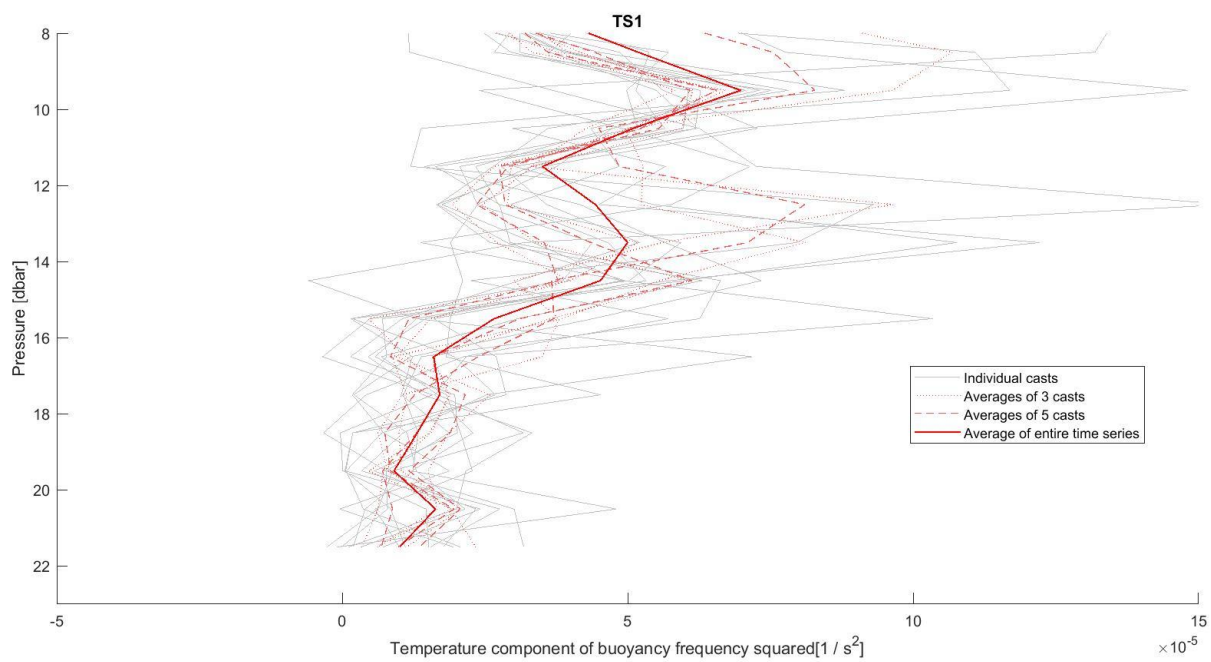 TS1
8
10
12
14
16
18
20
22
Pressure [dbar]
Individual casts
Averages of 3 casts
Averages of 5 casts
Average of entire time series
-5
0
5
10
15
Temperature component of buoyancy frequency squared[1 / s²]
×10⁻⁵